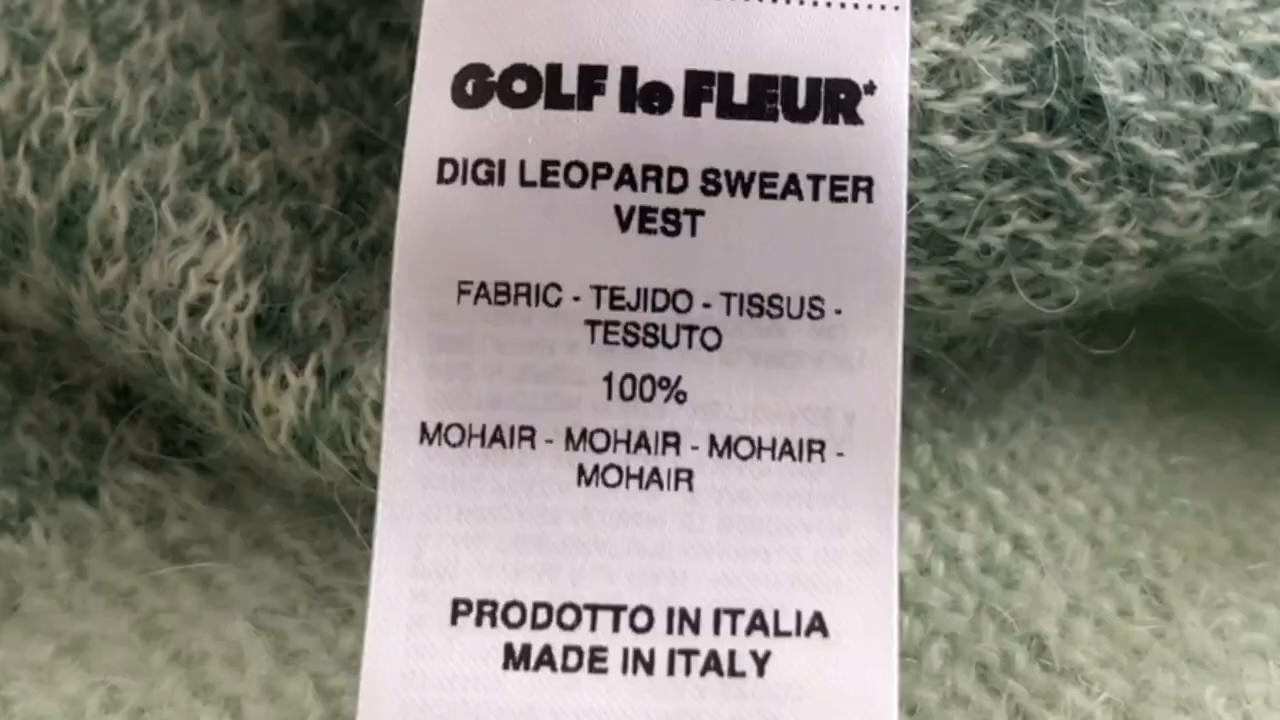 GOLF le FLEUR*
DIGI LEOPARD SWEATER
VEST
FABRIC - TEJIDO - TISSUS -
TESSUTO
100%
MOHAIR - MOHAIR - MOHAIR -
MOHAIR
PRODOTTO IN ITALIA
MADE IN ITALY